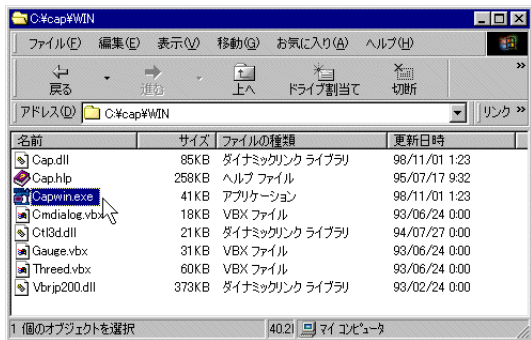 C:¥cap¥WIN
ファイル(F) 編集(E) 表示(V) 移動(G) お気に入り(A) ヘルプ(H)
戻る 進む 上へ ドライブ割当て 切断 »
アドレス(D) C:¥cap¥WIN リンク »
名前 サイズ ファイルの種類 更新日時
Cap.dll 85KB ダイナミックリンク ライブラリ 98/11/01 1:23
Cap.hlp 258KB ヘルプ ファイル 95/07/17 9:32
Capwin.exe 41KB アプリケーション 98/11/01 1:23
Cmdialog.vbx 18KB VBX ファイル 93/06/24 0:00
Ctl3d.dll 21KB ダイナミックリンク ライブラリ 94/07/27 0:00
Gauge.vbx 31KB VBX ファイル 93/06/24 0:00
Threed.vbx 60KB VBX ファイル 93/06/24 0:00
Vbrjp200.dll 373KB ダイナミックリンク ライブラリ 93/02/24 0:00
1 個のオブジェクトを選択 40.2 マイ コンピュータ